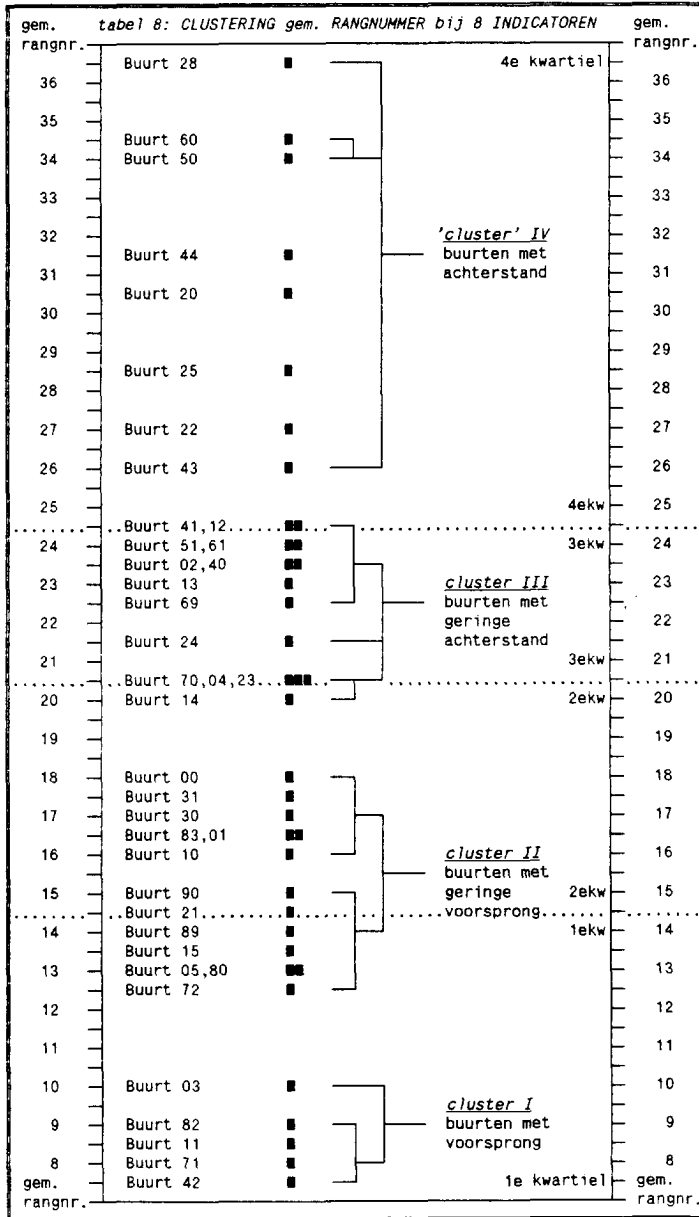 gem. tabel 8: CLUSTERING gem. RANGNUMMER bij 8 INDICATOREN gem.
rangnr. rangnr.
Buurt 28 4e kwartiel
36 36
35 35
Buurt 60
34 Buurt 50 34
33 33
32 'cluster' IV 32
Buurt 44 buurten met
31 achterstand 31
Buurt 20
30 30
29 29
Buurt 25
28 28
27 Buurt 22 27
26 Buurt 43 26
25 4ekw 25
Buurt 41,12
24 Buurt 51,61 3ekw 24
Buurt 02,40
23 Buurt 13 cluster III 23
Buurt 69 buurten met
22 geringe 22
Buurt 24 achterstand
21 3ekw 21
Buurt 70,04,23
20 Buurt 14 2ekw 20
19 19
18 Buurt 00 18
Buurt 31
17 Buurt 30 17
Buurt 83,01
16 Buurt 10 cluster II 16
buurten met
15 Buurt 90 geringe 2ekw 15
Buurt 21 voorsprong
14 Buurt 89 1ekw 14
Buurt 15
13 Buurt 05,80 13
Buurt 72
12 12
11 11
10 Buurt 03 10
cluster I
9 Buurt 82 buurten met 9
Buurt 11 voorsprong
8 Buurt 71 8
gem. Buurt 42 1e kwartiel gem.
rangnr. rangnr.